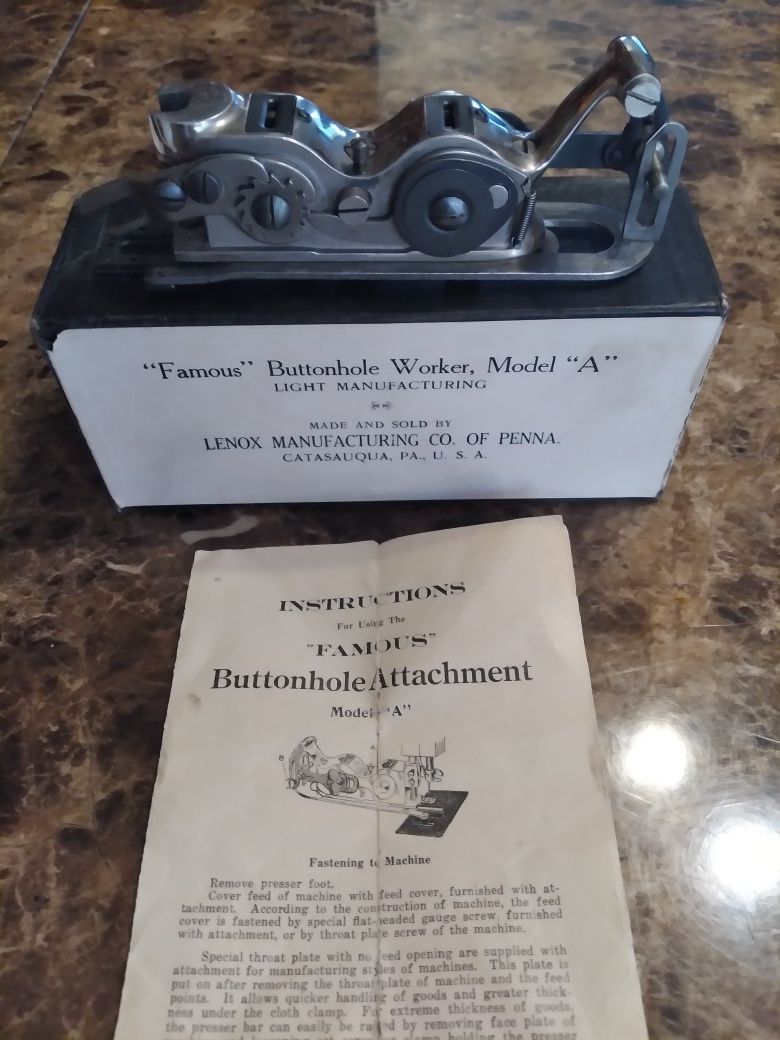 "Famous" Buttonhole Worker, Model "A"
LIGHT MANUFACTURING
MADE AND SOLD BY
LENOX MANUFACTURING CO. OF PENNA.
CATASAUQUA, PA., U. S. A.
INSTRUCTIONS
For Using The
"FAMOUS"
Buttonhole Attachment
Model "A"
Fastening to Machine
Remove presser foot.
Cover feed of machine with feed cover, furnished with at-
tachment. According to the construction of machine, the feed
cover is fastened by special flat-headed gauge screw, furnished
with attachment, or by throat plate screw of the machine.
Special throat plate with no feed opening are supplied with
attachment for manufacturing styles of machines. This plate is
put on after removing the throat plate of machine and the feed
points. It allows quicker handling of goods and greater thick-
ness under the cloth clamp. For extreme thickness of goods,
the presser bar can easily be raised by removing face plate of
clamp holding the presser